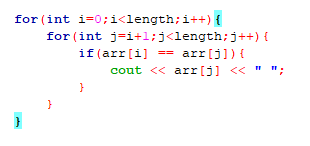 for(int i=0;i<length;i++){
    for(int j=i+1;j<length;j++){
        if(arr[i] == arr[j]){
            cout << arr[j] << " ";
        }
    }
}